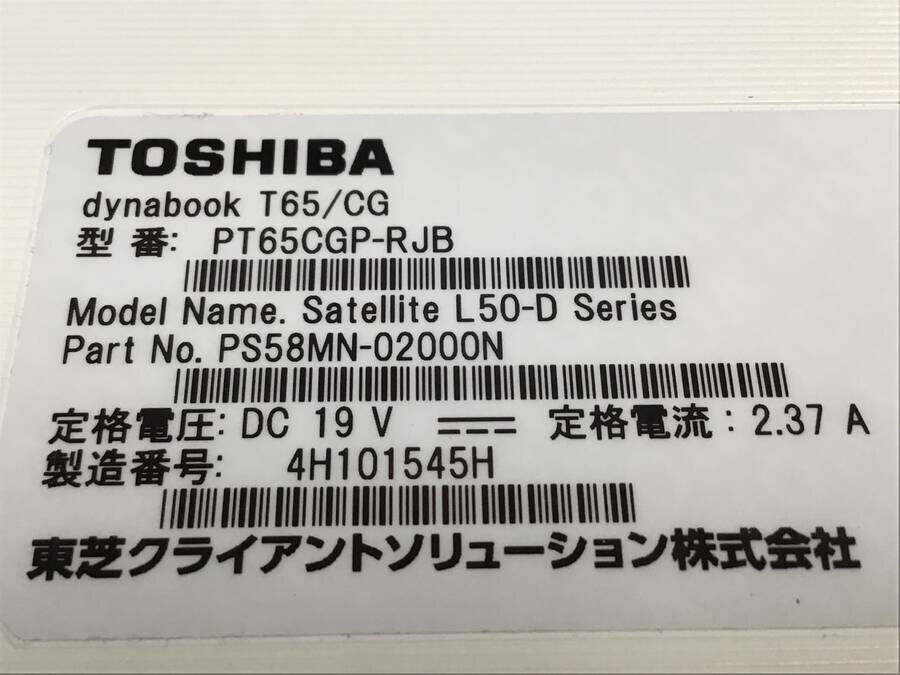 TOSHIBA
dynabook T65/CG
型 番: PT65CGP-RJB
Model Name. Satellite L50-D Series
Part No. PS58MN-02000N
定格電圧: DC 19 V ⎓ 定格電流 : 2.37 A
製造番号: 4H101545H
東芝クライアントソリューション株式会社